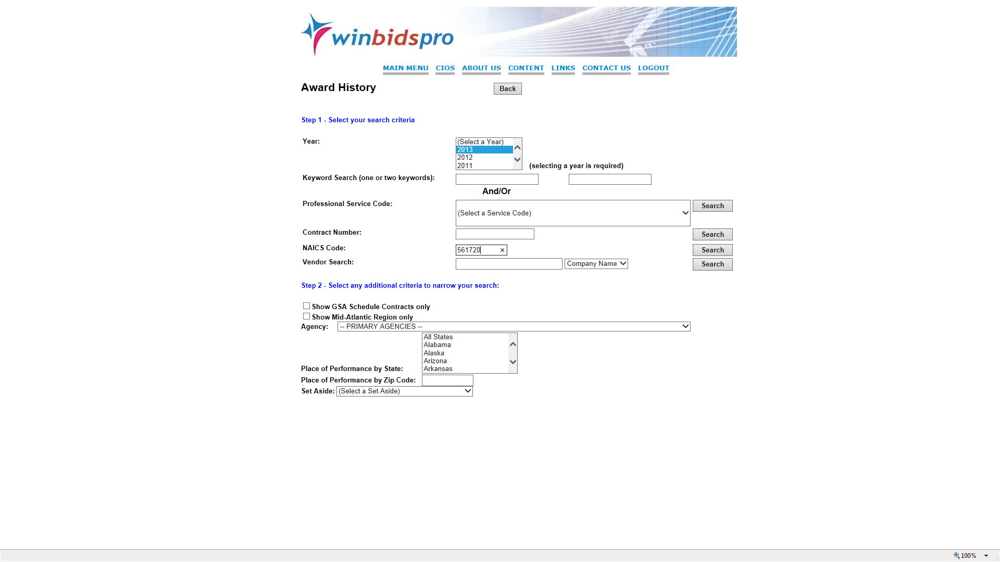 winbidspro
MAIN MENU CIOS ABOUT US CONTENT LINKS CONTACT US LOGOUT
Award History Back
Step 1 - Select your search criteria
Year:
(Select a Year)
2013
2012
2011
(selecting a year is required)
Keyword Search (one or two keywords):
And/Or
Professional Service Code: (Select a Service Code) Search
Contract Number: Search
NAICS Code: 561720 × Search
Vendor Search: Company Name Search
Step 2 - Select any additional criteria to narrow your search:
Show GSA Schedule Contracts only
Show Mid-Atlantic Region only
Agency: -- PRIMARY AGENCIES --
All States
Alabama
Alaska
Arizona
Arkansas
Place of Performance by State:
Place of Performance by Zip Code:
Set Aside: (Select a Set Aside)
100%